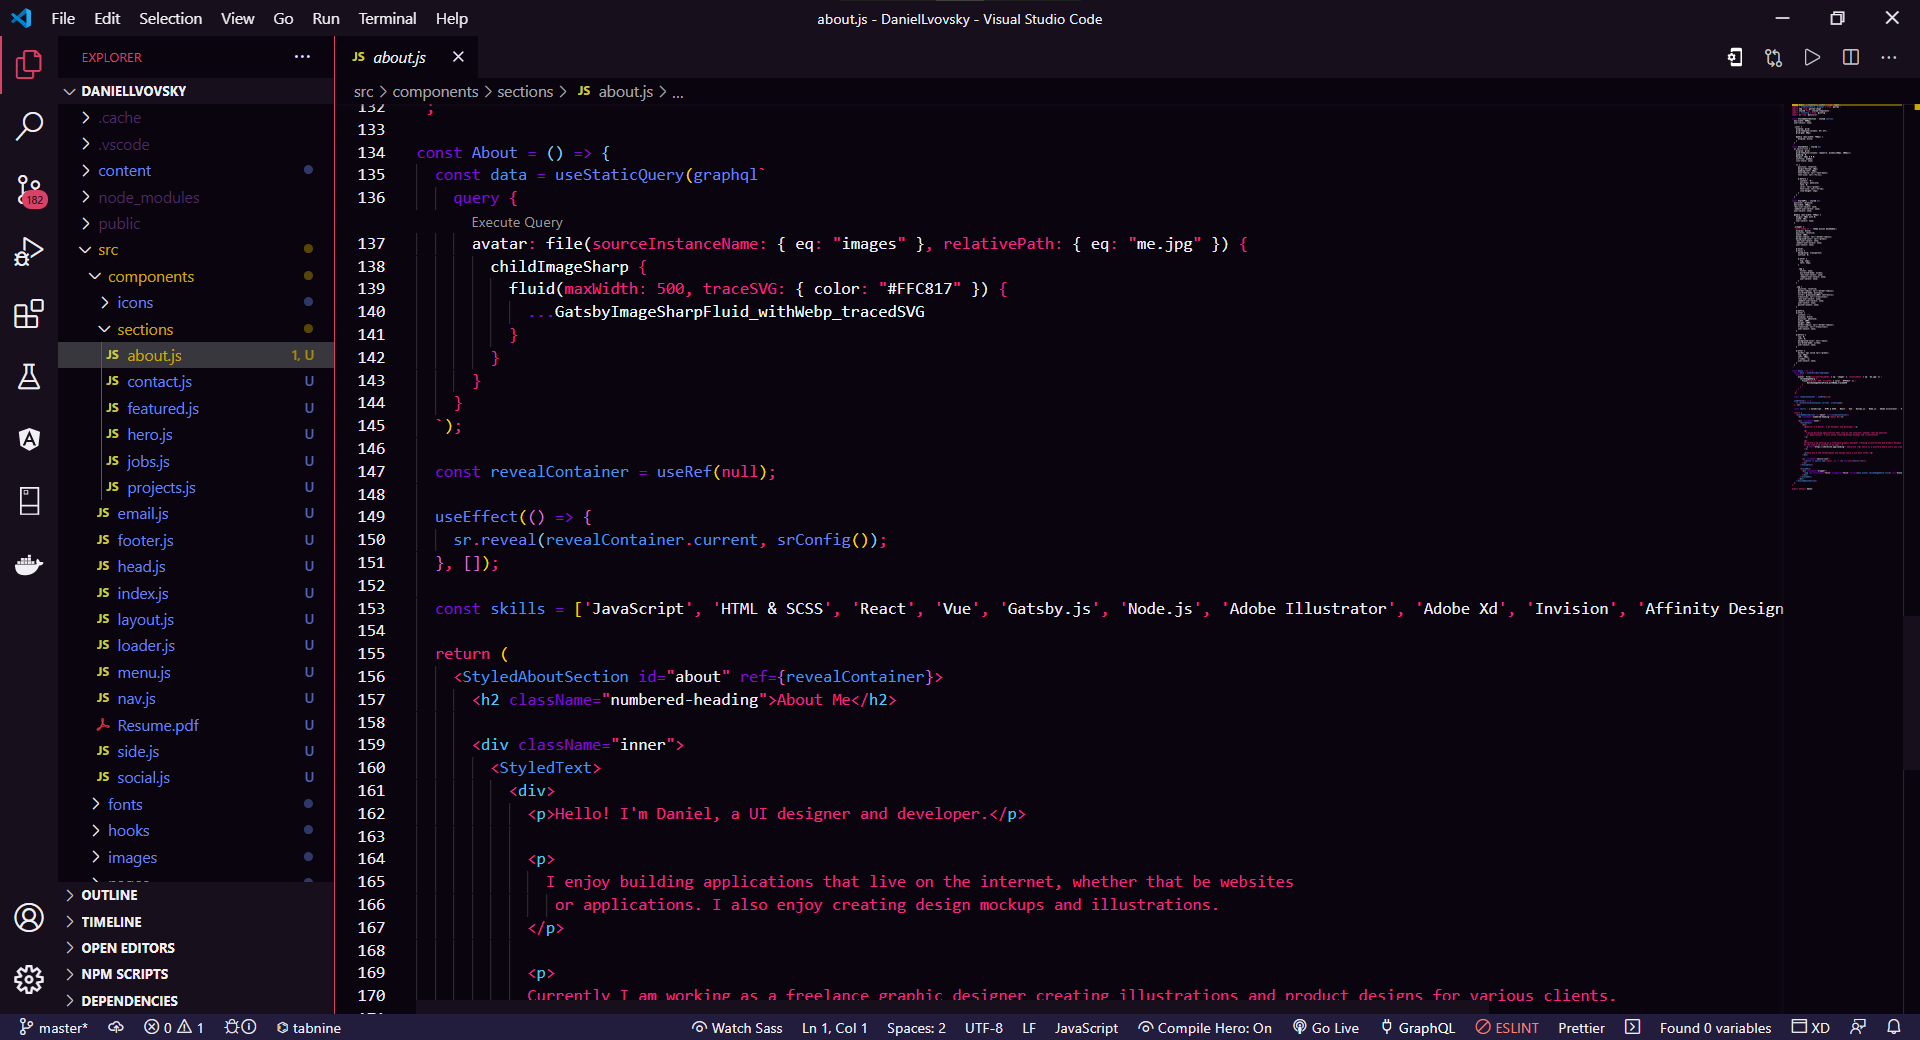 File Edit Selection View Go Run Terminal Help
about.js - DanielLvovsky - Visual Studio Code
EXPLORER
DANIELLVOVSKY
.cache
.vscode
content
node_modules
public
src
components
icons
sections
JS about.js 1, U
JS contact.js U
JS featured.js U
JS hero.js U
JS jobs.js U
JS projects.js U
JS email.js U
JS footer.js U
JS head.js U
JS index.js U
JS layout.js U
JS loader.js U
JS menu.js U
JS nav.js U
Resume.pdf U
JS side.js U
JS social.js U
fonts
hooks
images
OUTLINE
TIMELINE
OPEN EDITORS
NPM SCRIPTS
DEPENDENCIES
182
JS about.js
src > components > sections > JS about.js > ...
132 ;
133
134 const About = () => {
135 const data = useStaticQuery(graphql`
136 query {
Execute Query
137 avatar: file(sourceInstanceName: { eq: "images" }, relativePath: { eq: "me.jpg" }) {
138 childImageSharp {
139 fluid(maxWidth: 500, traceSVG: { color: "#FFC817" }) {
140 ...GatsbyImageSharpFluid_withWebp_tracedSVG
141 }
142 }
143 }
144 }
145 `);
146
147 const revealContainer = useRef(null);
148
149 useEffect(() => {
150 sr.reveal(revealContainer.current, srConfig());
151 }, []);
152
153 const skills = ['JavaScript', 'HTML & SCSS', 'React', 'Vue', 'Gatsby.js', 'Node.js', 'Adobe Illustrator', 'Adobe Xd', 'Invision', 'Affinity Design
154
155 return (
156 <StyledAboutSection id="about" ref={revealContainer}>
157 <h2 className="numbered-heading">About Me</h2>
158
159 <div className="inner">
160 <StyledText>
161 <div>
162 <p>Hello! I'm Daniel, a UI designer and developer.</p>
163
164 <p>
165 I enjoy building applications that live on the internet, whether that be websites
166 or applications. I also enjoy creating design mockups and illustrations.
167 </p>
168
169 <p>
170 Currently I am working as a freelance graphic designer creating illustrations and product designs for various clients.
master* 0 1 tabnine Watch Sass Ln 1, Col 1 Spaces: 2 UTF-8 LF JavaScript Compile Hero: On Go Live GraphQL ESLINT Prettier Found 0 variables XD